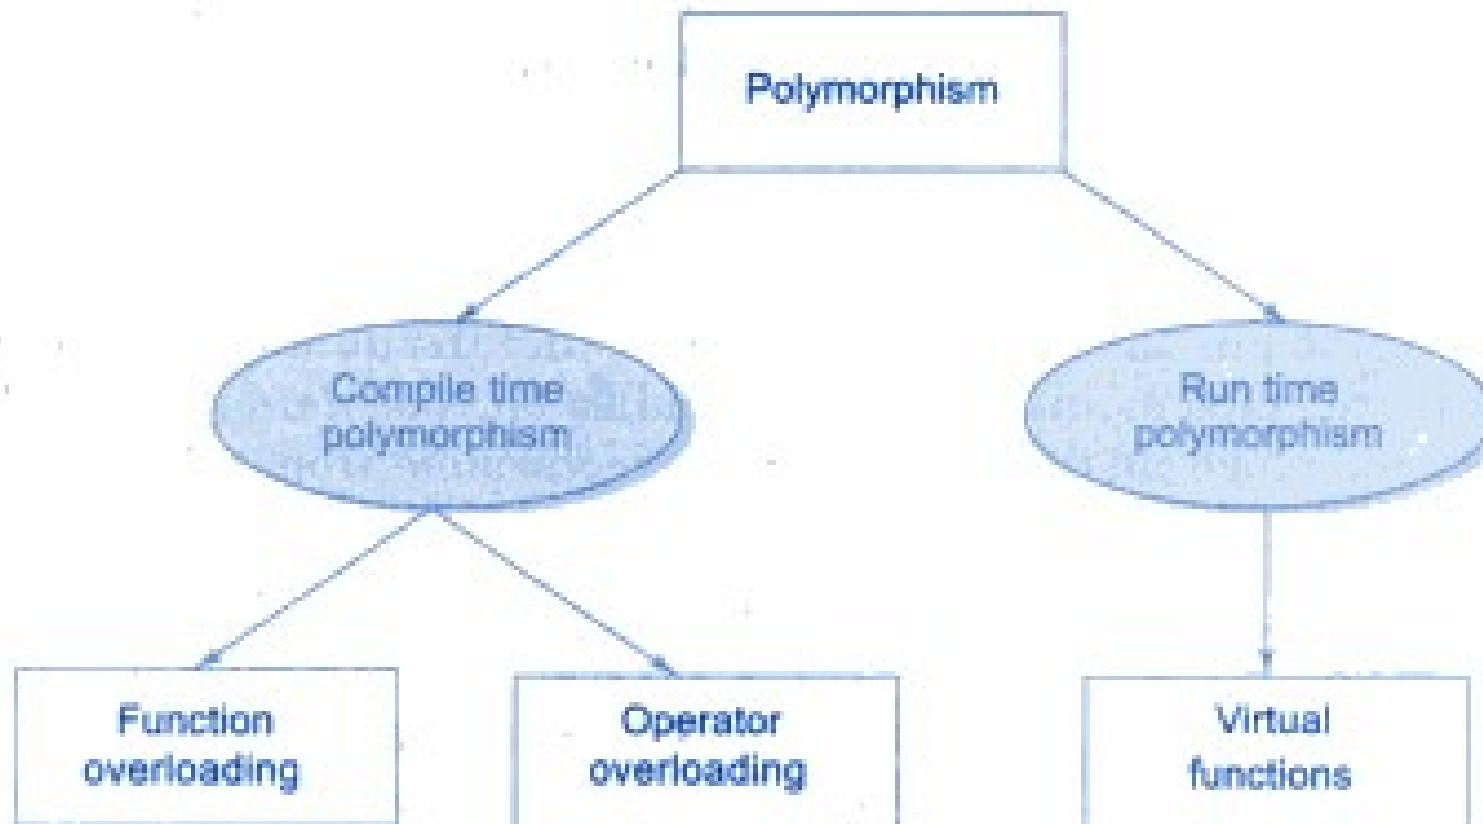 Polymorphism
Compile time
polymorphism
Run time
polymorphism
Function
overloading
Operator
overloading
Virtual
functions